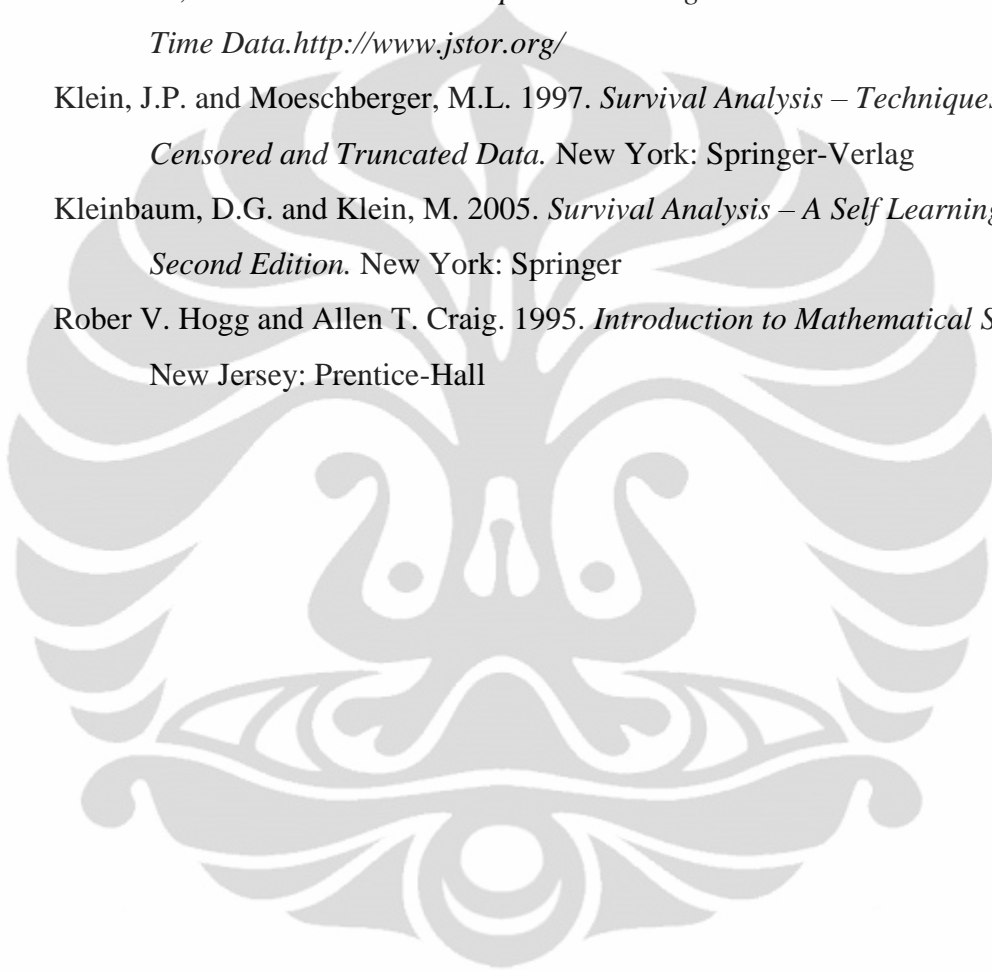 Time Data.http://www.jstor.org/
Klein, J.P. and Moeschberger, M.L. 1997. Survival Analysis – Techniques
Censored and Truncated Data. New York: Springer-Verlag
Kleinbaum, D.G. and Klein, M. 2005. Survival Analysis – A Self Learning
Second Edition. New York: Springer
Rober V. Hogg and Allen T. Craig. 1995. Introduction to Mathematical S
New Jersey: Prentice-Hall